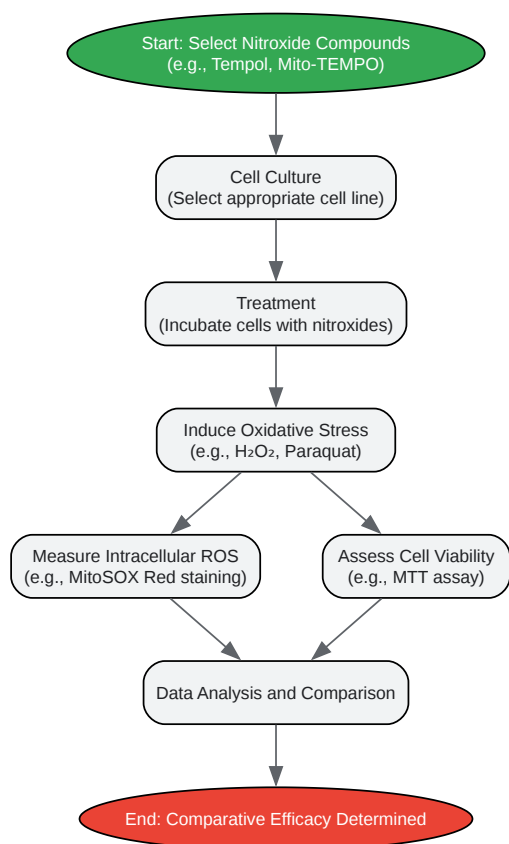 Start: Select Nitroxide Compounds
(e.g., Tempol, Mito-TEMPO)
Cell Culture
(Select appropriate cell line)
Treatment
(Incubate cells with nitroxides)
Induce Oxidative Stress
(e.g., H₂O₂, Paraquat)
Measure Intracellular ROS
(e.g., MitoSOX Red staining)
Assess Cell Viability
(e.g., MTT assay)
Data Analysis and Comparison
End: Comparative Efficacy Determined